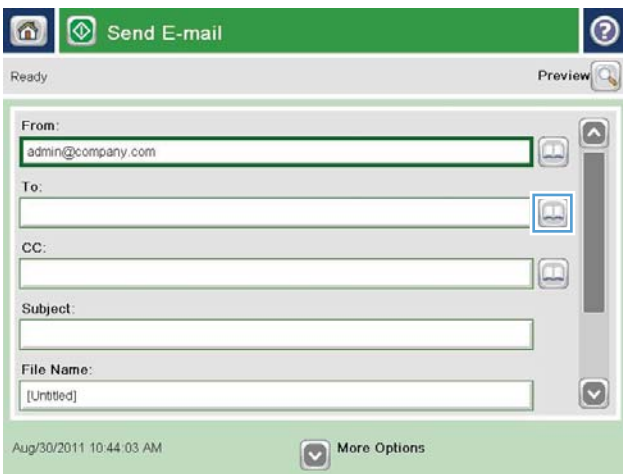 Send E-mail
?
Ready
Preview
From:
admin@company.com
To:
CC:
Subject:
File Name:
[Untitled]
Aug/30/2011 10:44:03 AM
More Options